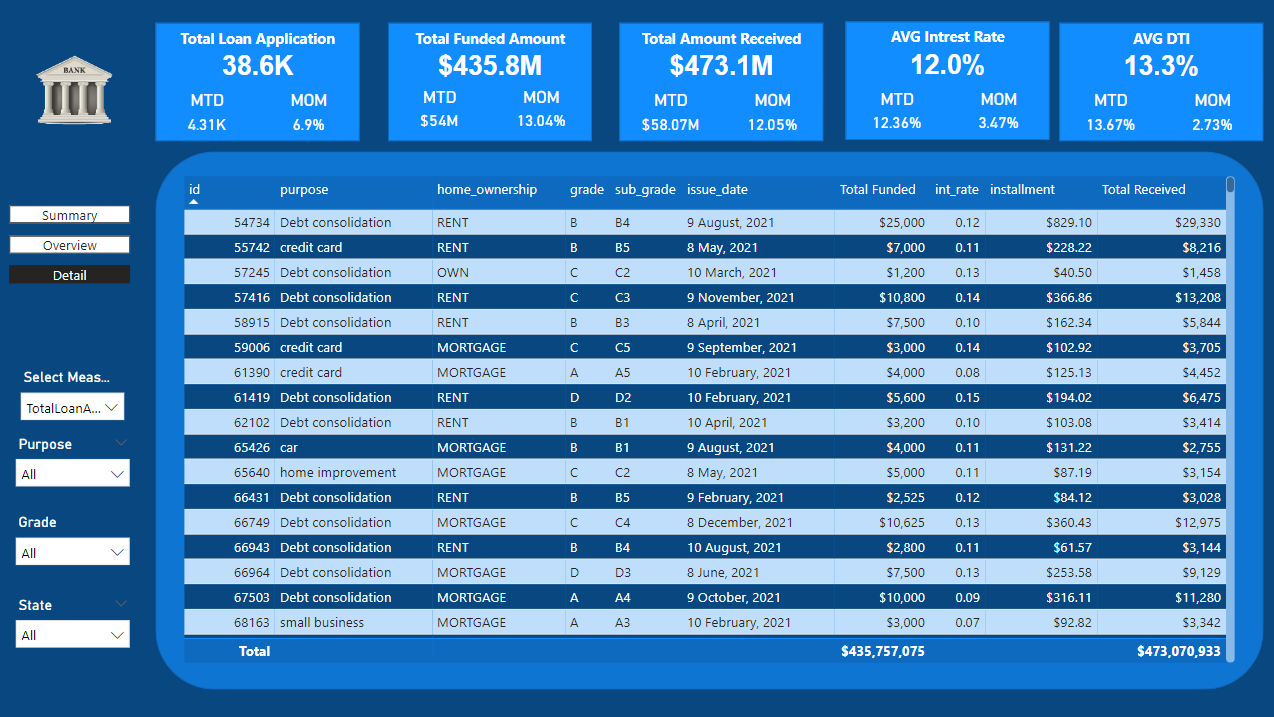 BANK
Total Loan Application
38.6K
MTD MOM
4.31K 6.9%
Total Funded Amount
$435.8M
MTD MOM
$54M 13.04%
Total Amount Received
$473.1M
MTD MOM
$58.07M 12.05%
AVG Intrest Rate
12.0%
MTD MOM
12.36% 3.47%
AVG DTI
13.3%
MTD MOM
13.67% 2.73%
Summary
Overview
Detail
Select Meas...
TotalLoanA...
Purpose
All
Grade
All
State
All
id purpose home_ownership grade sub_grade issue_date Total Funded int_rate installment Total Received
54734 Debt consolidation RENT B B4 9 August, 2021 $25,000 0.12 $829.10 $29,330
55742 credit card RENT B B5 8 May, 2021 $7,000 0.11 $228.22 $8,216
57245 Debt consolidation OWN C C2 10 March, 2021 $1,200 0.13 $40.50 $1,458
57416 Debt consolidation RENT C C3 9 November, 2021 $10,800 0.14 $366.86 $13,208
58915 Debt consolidation RENT B B3 8 April, 2021 $7,500 0.10 $162.34 $5,844
59006 credit card MORTGAGE C C5 9 September, 2021 $3,000 0.14 $102.92 $3,705
61390 credit card MORTGAGE A A5 10 February, 2021 $4,000 0.08 $125.13 $4,452
61419 Debt consolidation RENT D D2 10 February, 2021 $5,600 0.15 $194.02 $6,475
62102 Debt consolidation RENT B B1 10 April, 2021 $3,200 0.10 $103.08 $3,414
65426 car MORTGAGE B B1 9 August, 2021 $4,000 0.11 $131.22 $2,755
65640 home improvement MORTGAGE C C2 8 May, 2021 $5,000 0.11 $87.19 $3,154
66431 Debt consolidation RENT B B5 9 February, 2021 $2,525 0.12 $84.12 $3,028
66749 Debt consolidation MORTGAGE C C4 8 December, 2021 $10,625 0.13 $360.43 $12,975
66943 Debt consolidation RENT B B4 10 August, 2021 $2,800 0.11 $61.57 $3,144
66964 Debt consolidation MORTGAGE D D3 8 June, 2021 $7,500 0.13 $253.58 $9,129
67503 Debt consolidation MORTGAGE A A4 9 October, 2021 $10,000 0.09 $316.11 $11,280
68163 small business MORTGAGE A A3 10 February, 2021 $3,000 0.07 $92.82 $3,342
Total $435,757,075 $473,070,933